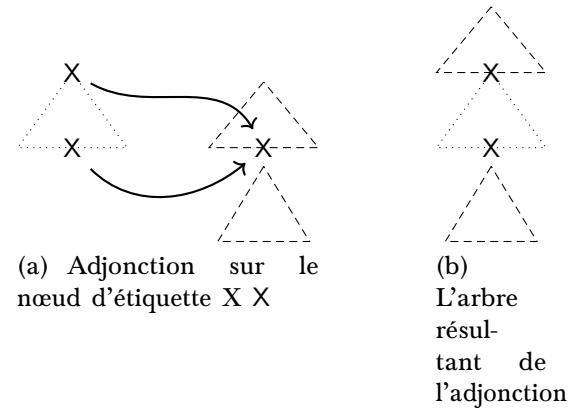 X
X
X
X
X
(a) Adjonction sur le
nœud d'étiquette X X
(b)
L'arbre
résul-
tant de
l'adjonction